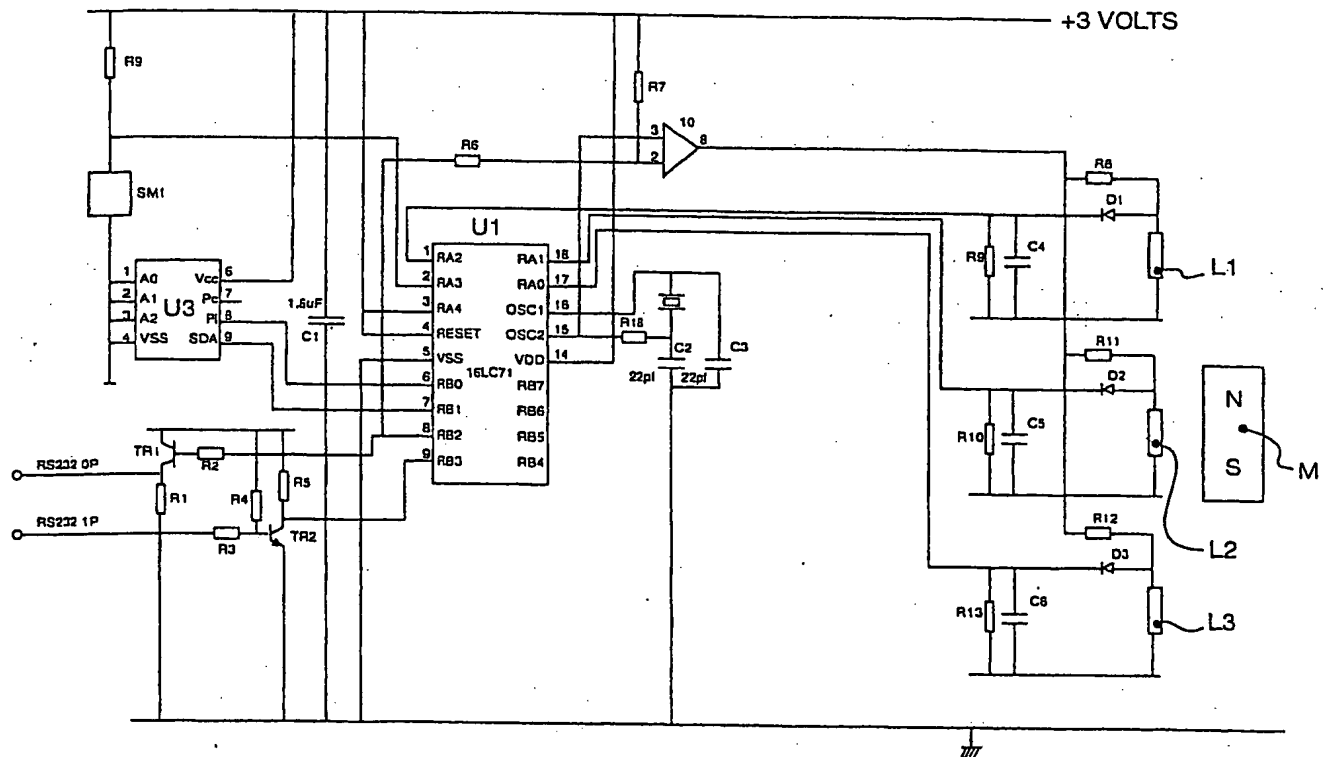 +3 VOLTS
R9
R7
10
3
2
8
R6
R8
SM1
D1
U1
U3
1 A0 Vcc 6
2 A1 Pc 7
3 A2 PI 8
4 VSS SDA 9
1.6uF
C1
1 RA2 RA1 18
2 RA3 RA0 17
3 RA4 OSC1 16
4 RESET OSC2 15
5 VSS VDD 14
16LC71
6 RB0 RB7
7 RB1 RB6
8 RB2 RB5
9 RB3 RB4
R18
C2
C3
22pf
22pf
R9
C4
L1
R11
D2
R10
C5
N
S
M
L2
R12
D3
R13
C6
L3
TR1
R2
RS232 0P
R1
R4
R5
RS232 1P
R3
TR2